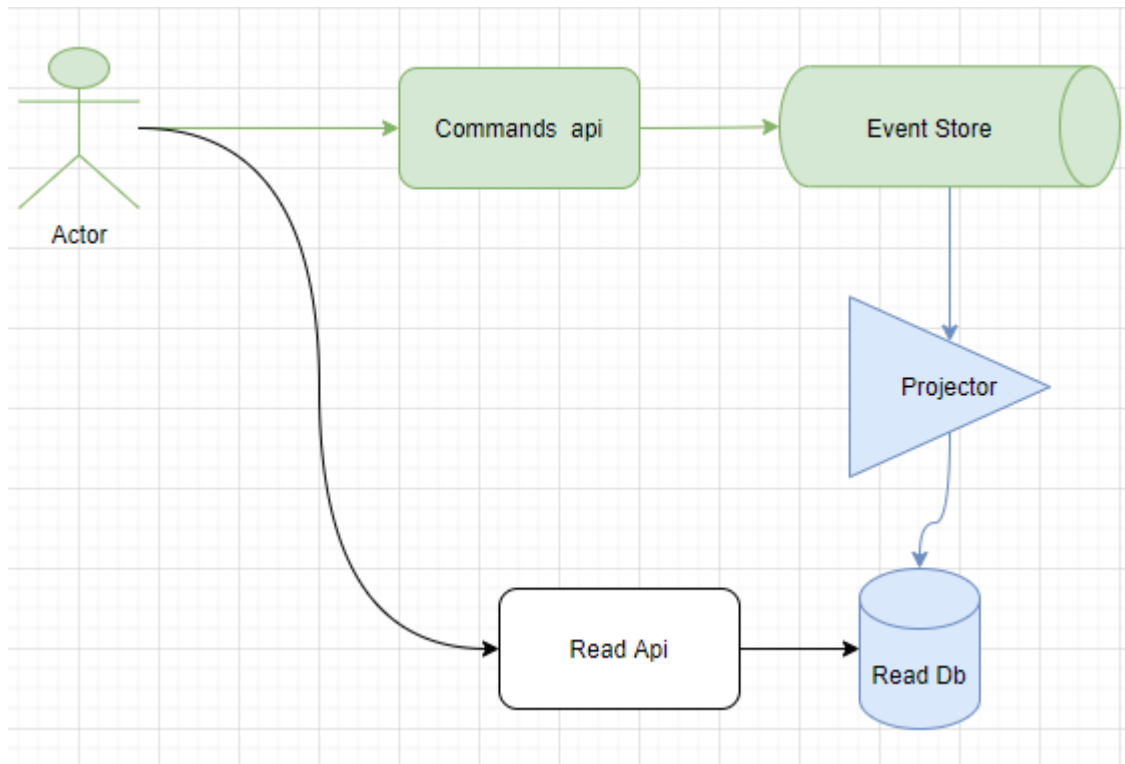 Commands api
Event Store
Actor
Projector
Read Api
Read Db